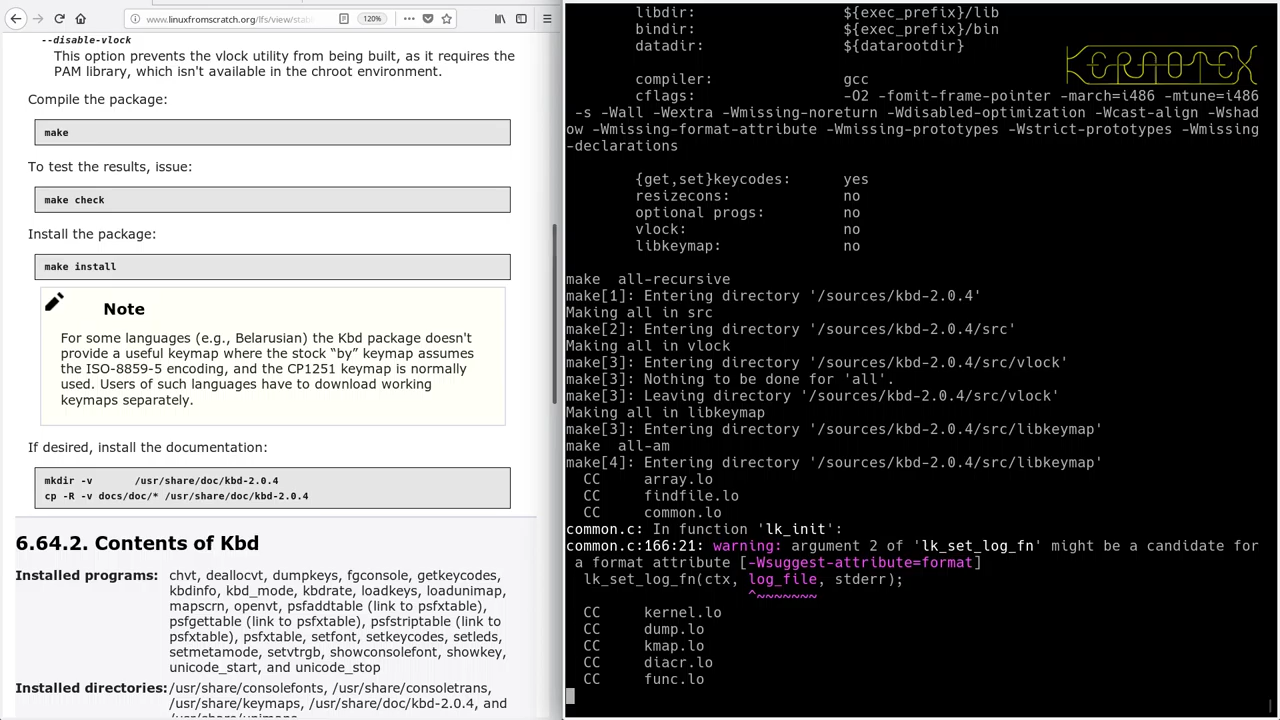 www.linuxfromscratch.org/lfs/view/stab
120%
--disable-vlock
This option prevents the vlock utility from being built, as it requires the
PAM library, which isn't available in the chroot environment.
Compile the package:
make
To test the results, issue:
make check
Install the package:
make install
Note
For some languages (e.g., Belarusian) the Kbd package doesn't
provide a useful keymap where the stock “by” keymap assumes
the ISO-8859-5 encoding, and the CP1251 keymap is normally
used. Users of such languages have to download working
keymaps separately.
If desired, install the documentation:
mkdir -v       /usr/share/doc/kbd-2.0.4
cp -R -v docs/doc/* /usr/share/doc/kbd-2.0.4
6.64.2. Contents of Kbd
Installed programs: chvt, deallocvt, dumpkeys, fgconsole, getkeycodes,
kbdinfo, kbd_mode, kbdrate, loadkeys, loadunimap,
mapscrn, openvt, psfaddtable (link to psfxtable),
psfgettable (link to psfxtable), psfstriptable (link to
psfxtable), psfxtable, setfont, setkeycodes, setleds,
setmetamode, setvtrgb, showconsolefont, showkey,
unicode_start, and unicode_stop
Installed directories: /usr/share/consolefonts, /usr/share/consoletrans,
/usr/share/keymaps, /usr/share/doc/kbd-2.0.4, and
/usr/share/unimaps
libdir: ${exec_prefix}/lib
bindir: ${exec_prefix}/bin
datadir: ${datarootdir}
KERAOTEX
compiler: gcc
cflags: -O2 -fomit-frame-pointer -march=i486 -mtune=i486
-s -Wall -Wextra -Wmissing-noreturn -Wdisabled-optimization -Wcast-align -Wshad
ow -Wmissing-format-attribute -Wmissing-prototypes -Wstrict-prototypes -Wmissing
-declarations
{get,set}keycodes: yes
resizecons: no
optional progs: no
vlock: no
libkeymap: no
make  all-recursive
make[1]: Entering directory '/sources/kbd-2.0.4'
Making all in src
make[2]: Entering directory '/sources/kbd-2.0.4/src'
Making all in vlock
make[3]: Entering directory '/sources/kbd-2.0.4/src/vlock'
make[3]: Nothing to be done for 'all'.
make[3]: Leaving directory '/sources/kbd-2.0.4/src/vlock'
Making all in libkeymap
make[3]: Entering directory '/sources/kbd-2.0.4/src/libkeymap'
make  all-am
make[4]: Entering directory '/sources/kbd-2.0.4/src/libkeymap'
CC array.lo
CC findfile.lo
CC common.lo
common.c: In function 'lk_init':
common.c:166:21: warning: argument 2 of 'lk_set_log_fn' might be a candidate for
a format attribute [-Wsuggest-attribute=format]
lk_set_log_fn(ctx, log_file, stderr);
^~~~~~~~
CC kernel.lo
CC dump.lo
CC kmap.lo
CC diacr.lo
CC func.lo